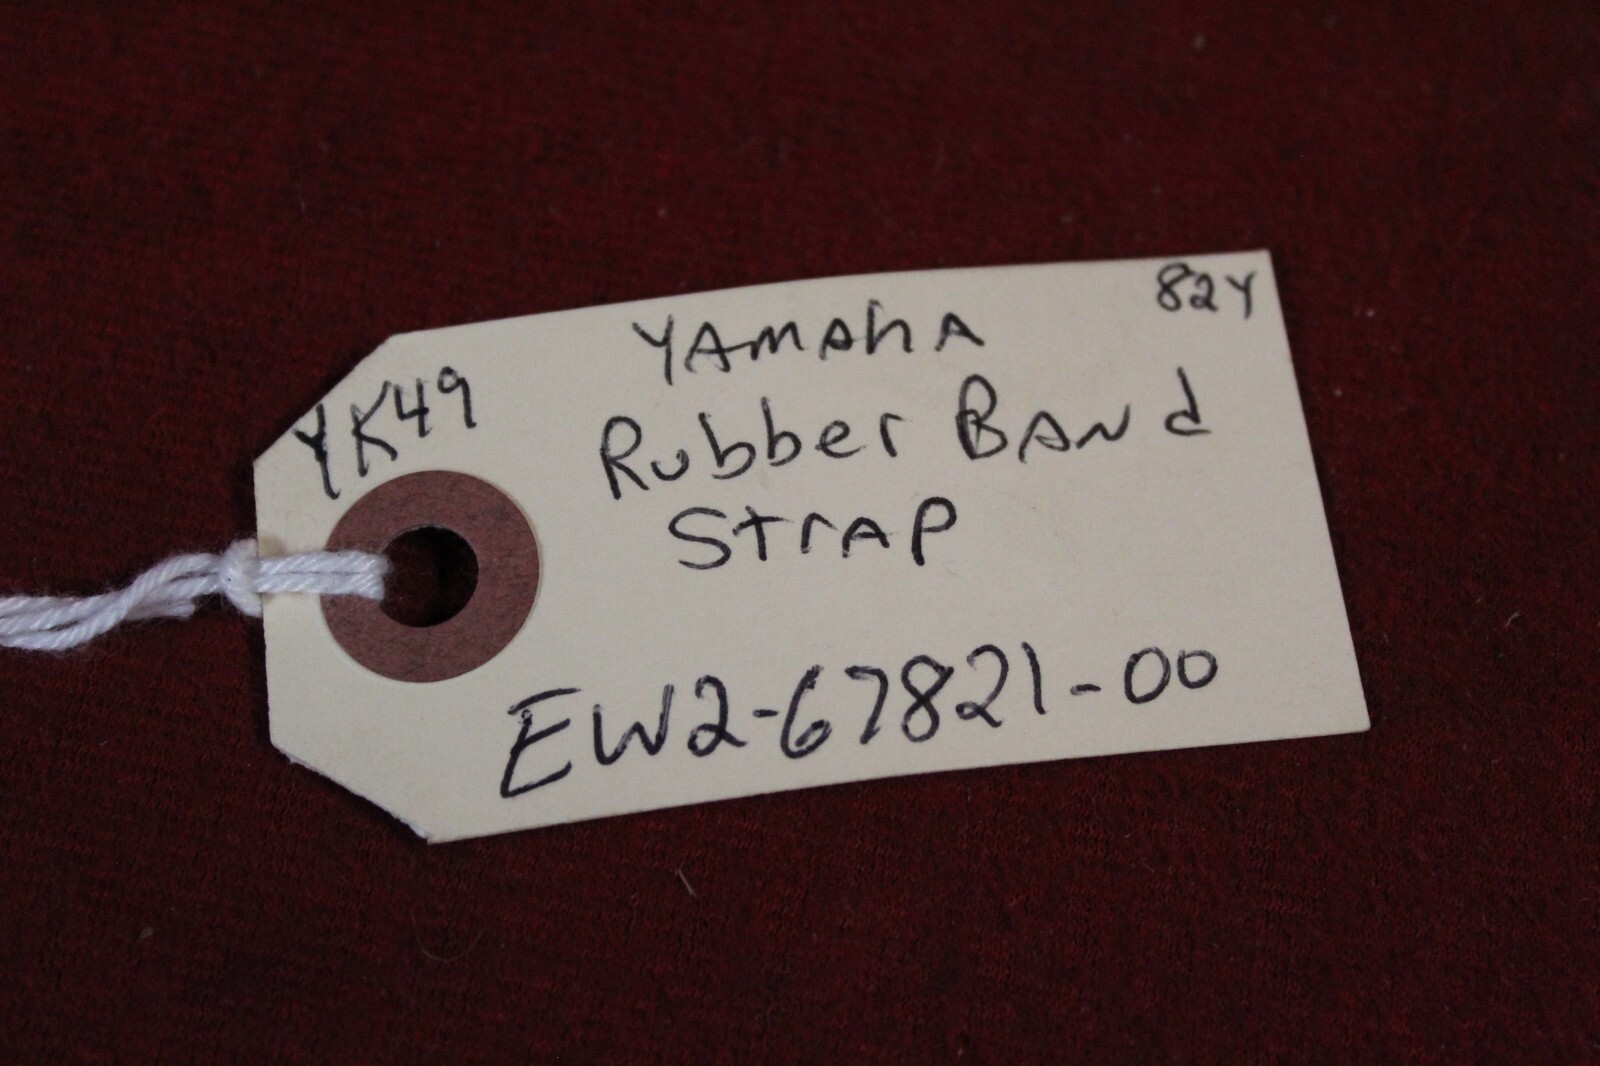 82Y
YAMAhA
YK49
Rubber BANd
STrAP
EW2-67821-00